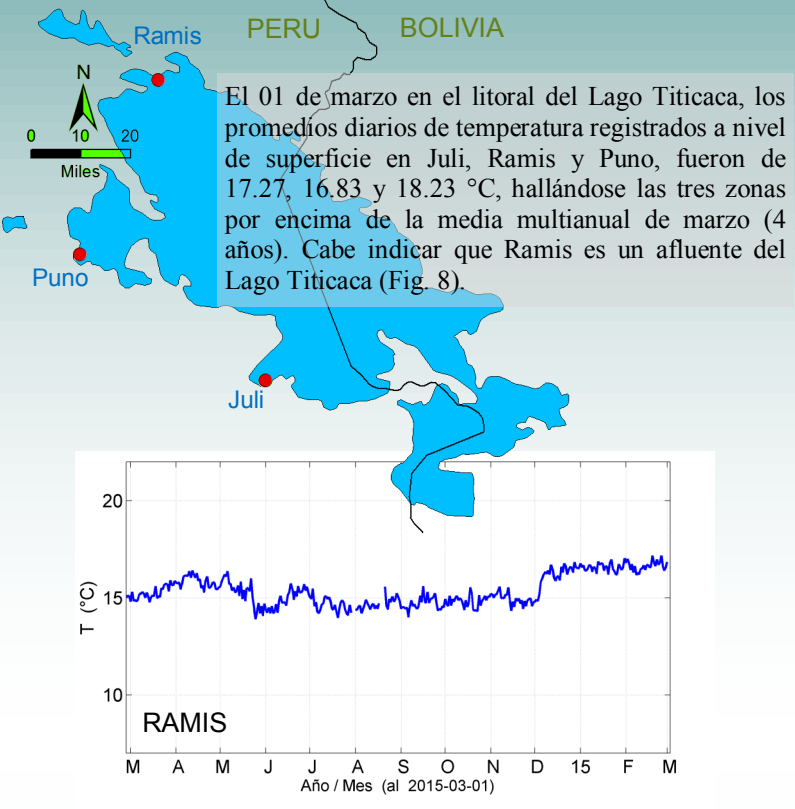 PERU BOLIVIA
Ramis
N
0 10 20
Miles
El 01 de marzo en el litoral del Lago Titicaca, los
promedios diarios de temperatura registrados a nivel
de superficie en Juli, Ramis y Puno, fueron de
17.27, 16.83 y 18.23 °C, hallándose las tres zonas
por encima de la media multianual de marzo (4
años). Cabe indicar que Ramis es un afluente del
Lago Titicaca (Fig. 8).
Puno
Juli
20
15
10
T (°C)
RAMIS
M A M J J A S O N D 15 F M
Año / Mes (al 2015-03-01)